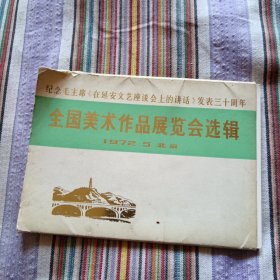 纪念毛主席《在延安文艺座谈会上的讲话》发表三十周年
全国美术作品展览会选辑
1972.5 北京